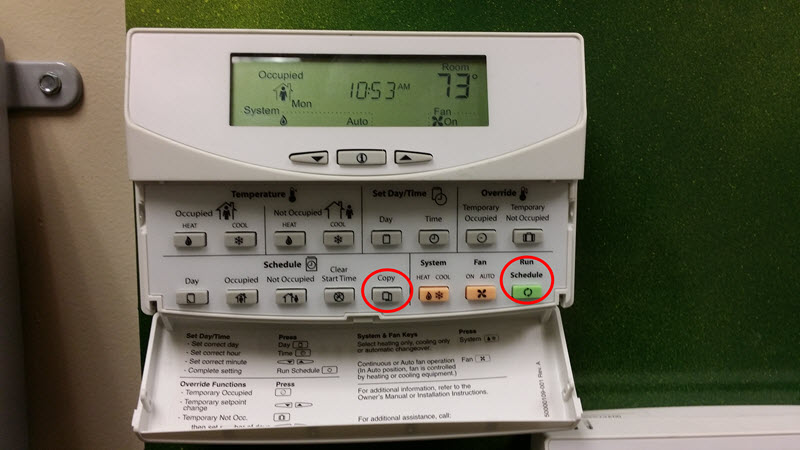 Occupied
Room
Mon
10:53 AM
73°
System
Auto
Fan
On
Temperature
Set Day/Time
Override
Occupied
Not Occupied
Day
Time
Temporary
Occupied
Temporary
Not Occupied
HEAT
COOL
HEAT
COOL
Schedule
System
Fan
Run
Schedule
Day
Occupied
Not Occupied
Clear
Start Time
Copy
HEAT COOL
ON AUTO
Set Day/Time
Press
- Set correct day
Day
- Set correct hour
Time
- Set correct minute
- Complete setting
Run Schedule
Override Functions
Press
- Temporary Occupied
- Temporary setpoint
change
- Temporary Not Occ.
System & Fan Keys
Press
Select heating only, cooling only
or automatic changeover.
System
Continuous or Auto fan operation
(In Auto position, fan is controlled
by heating or cooling equipment.)
Fan
For additional information, refer to the
Owner's Manual or Installation Instructions.
For additional assistance, call: